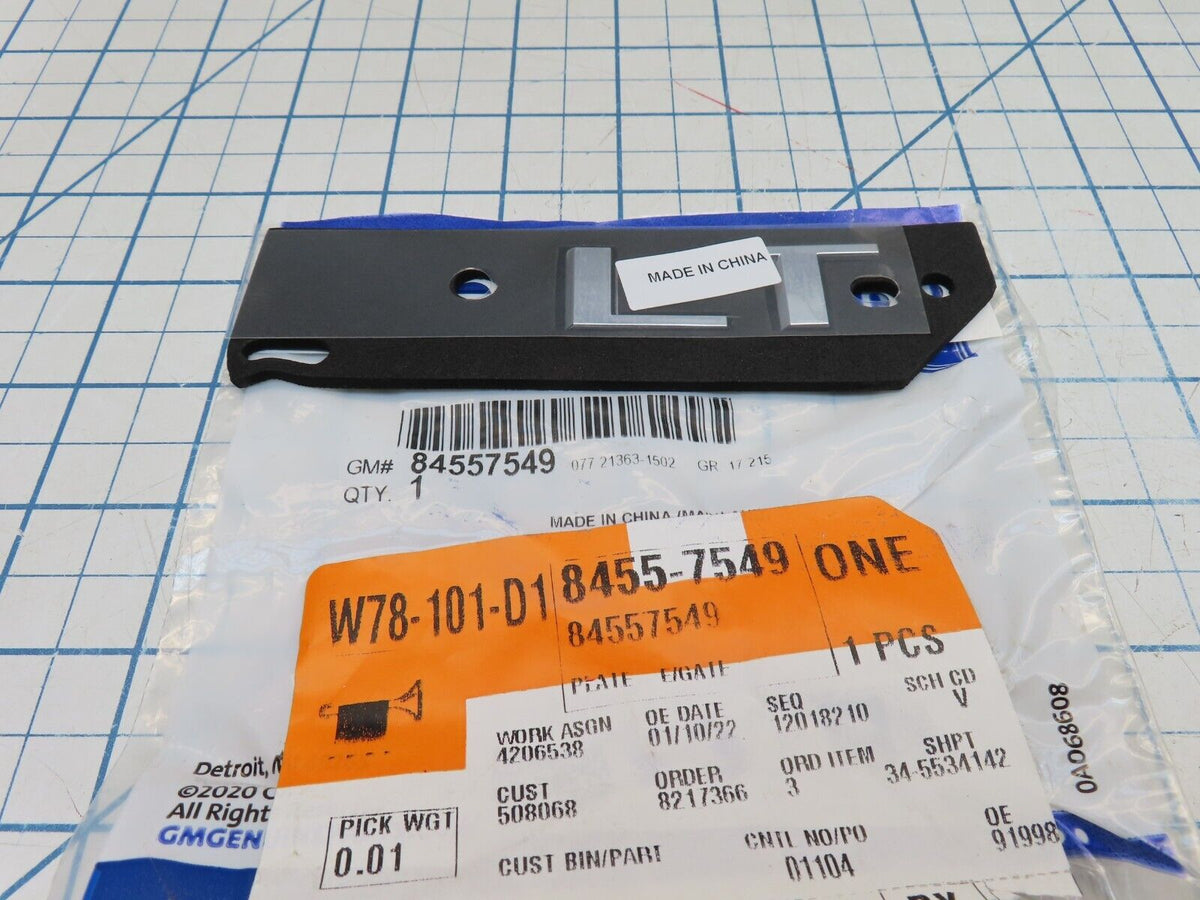 LT
MADE IN CHINA
GM# 84557549 077 21363-1502 GR 17 215
QTY. 1
MADE IN CHINA
W78-101-D1 8455-7549 ONE
84557549
1 PCS
PLATE E/GATE
WORK ASGN OE DATE SEQ SCH CD
4206538 01/10/22 12018210 V
CUST ORDER ORD ITEM SHPT
508068 8217366 3 34-5534142
PICK WGT
0.01
CUST BIN/PART CNTL NO/PO OE
01104 91998
0A068608
Detroit,
©2020
All Right
GMGEN